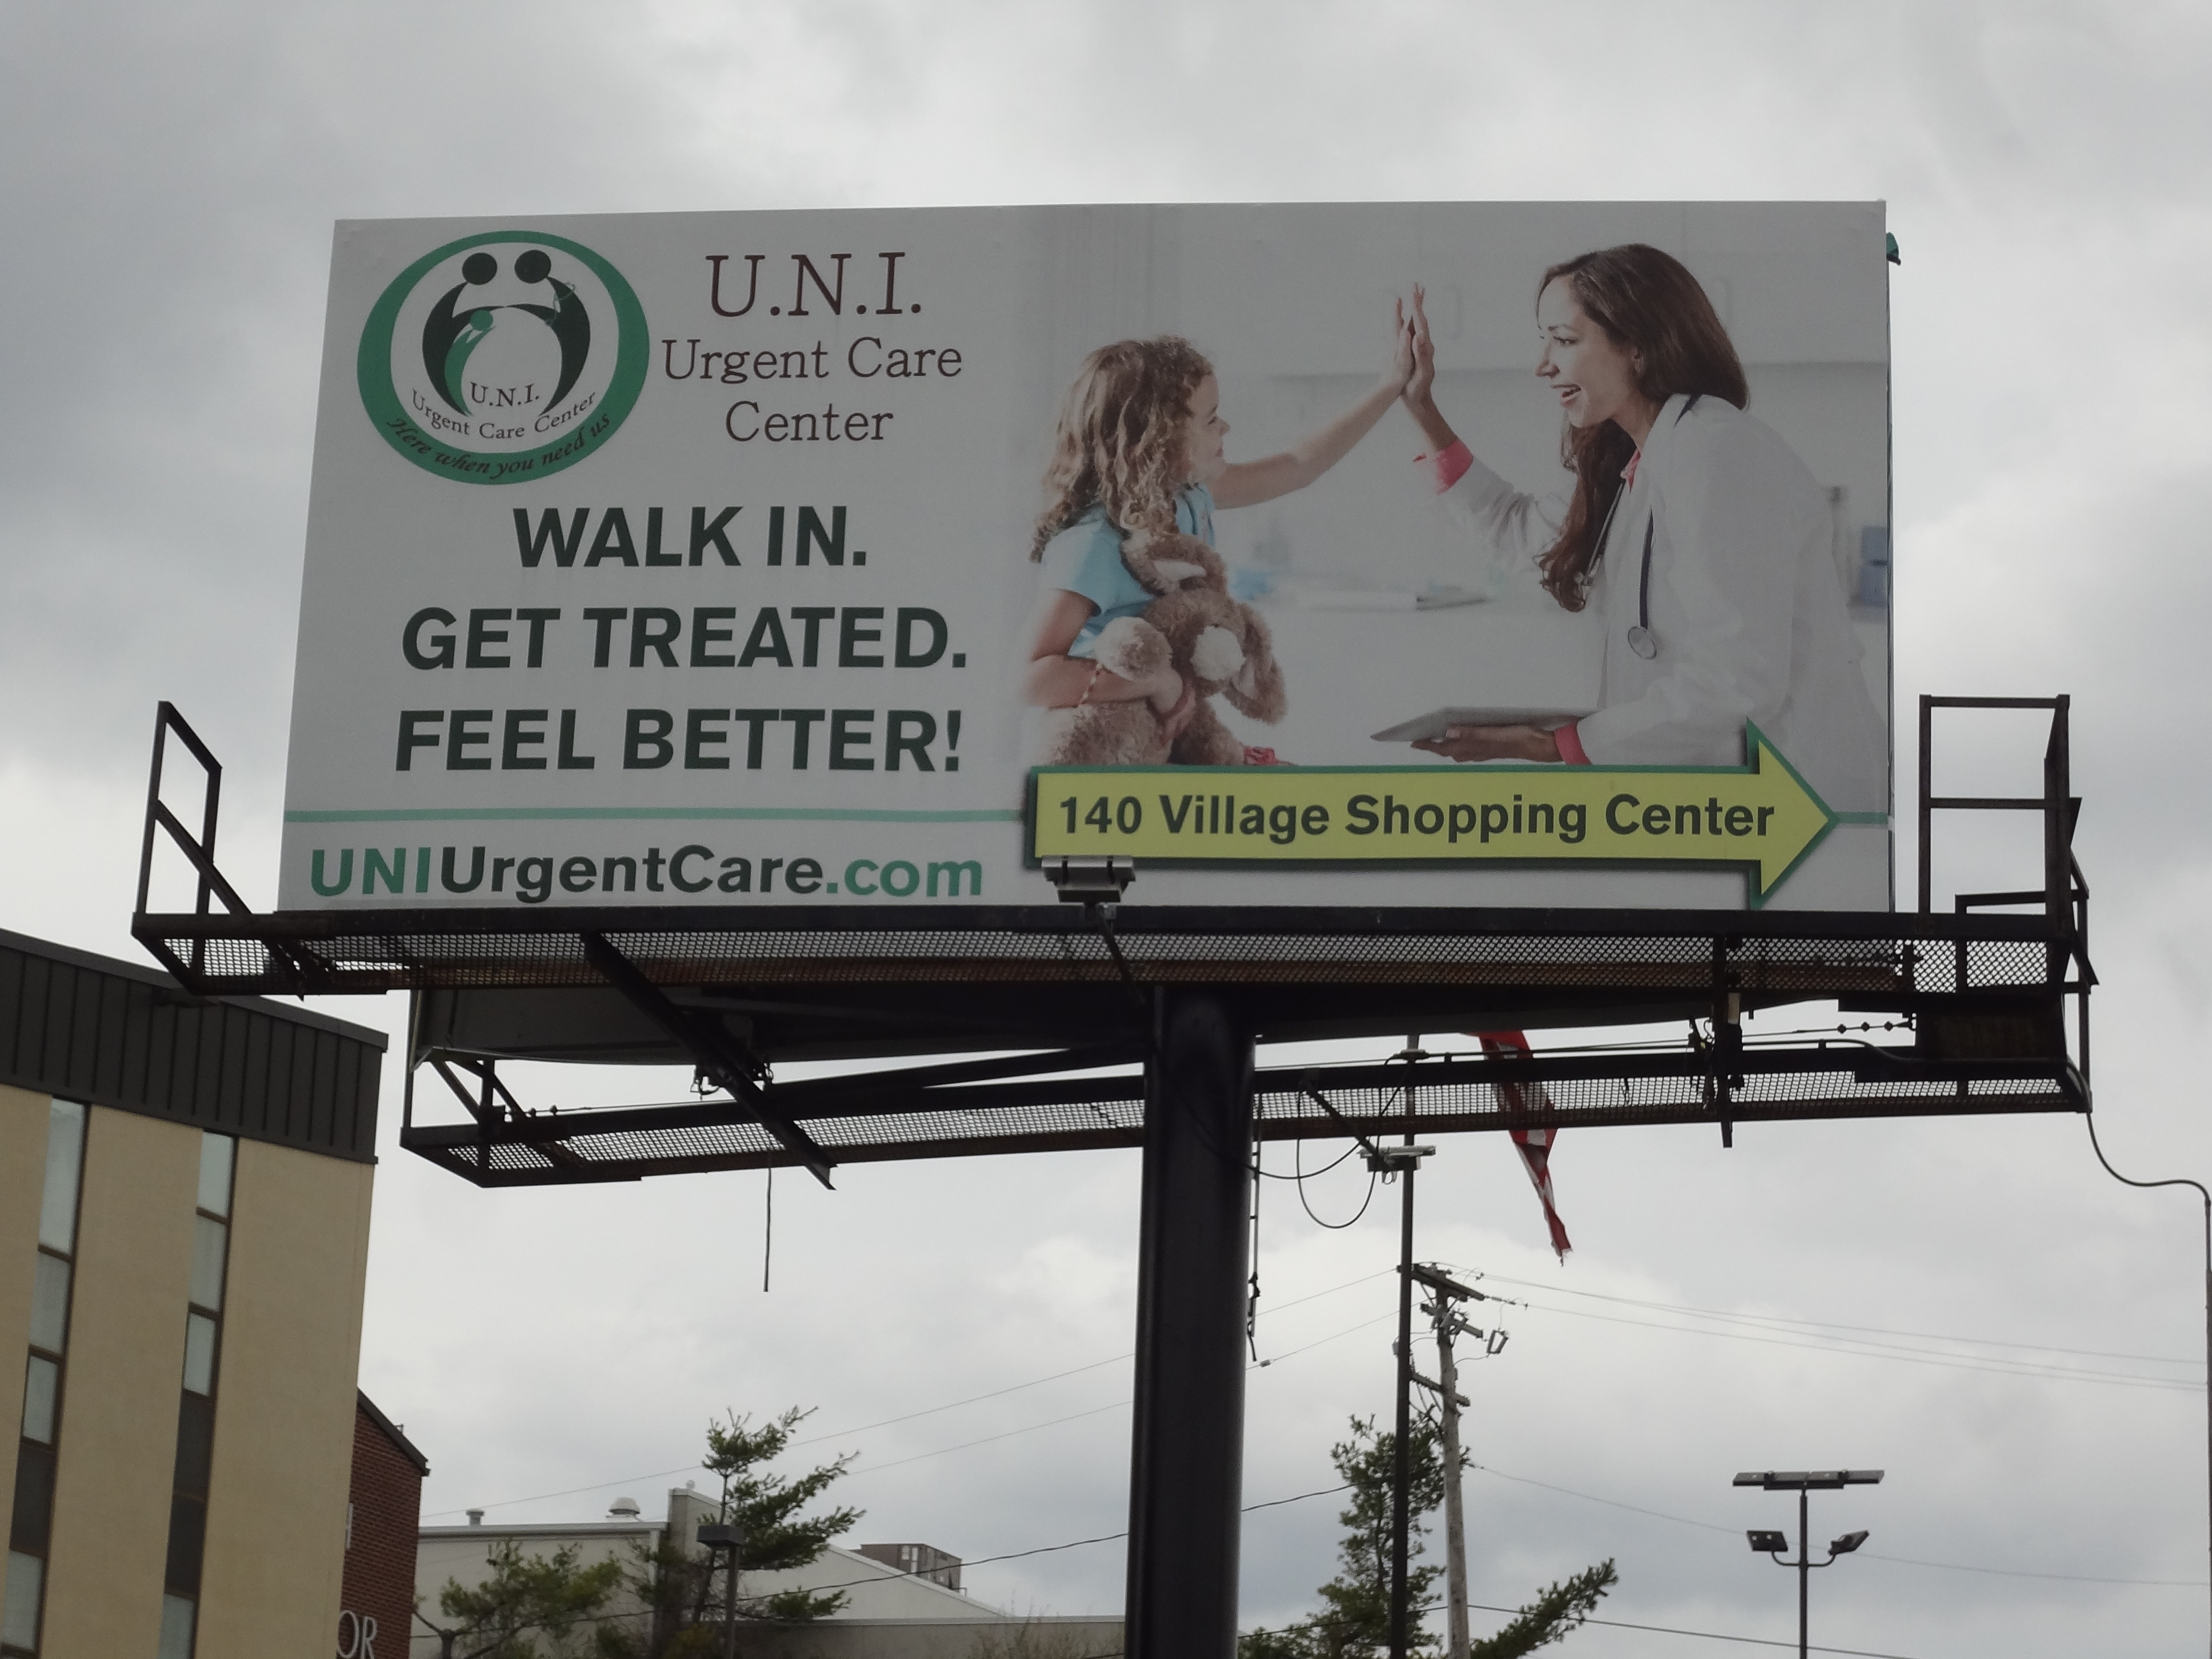 U.N.I.
Urgent Care
Center
U.N.I.
Urgent Care Center
Here when you need us
WALK IN.
GET TREATED.
FEEL BETTER!
140 Village Shopping Center
UNIUrgentCare.com
OR